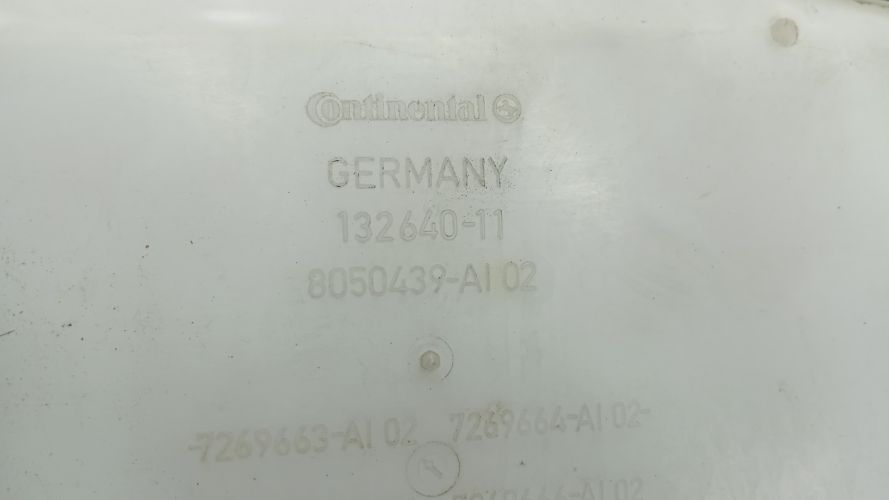 Continental
GERMANY
132640-11
8050439-AI 02
-7269663-AI 02 7269664-AI 02-